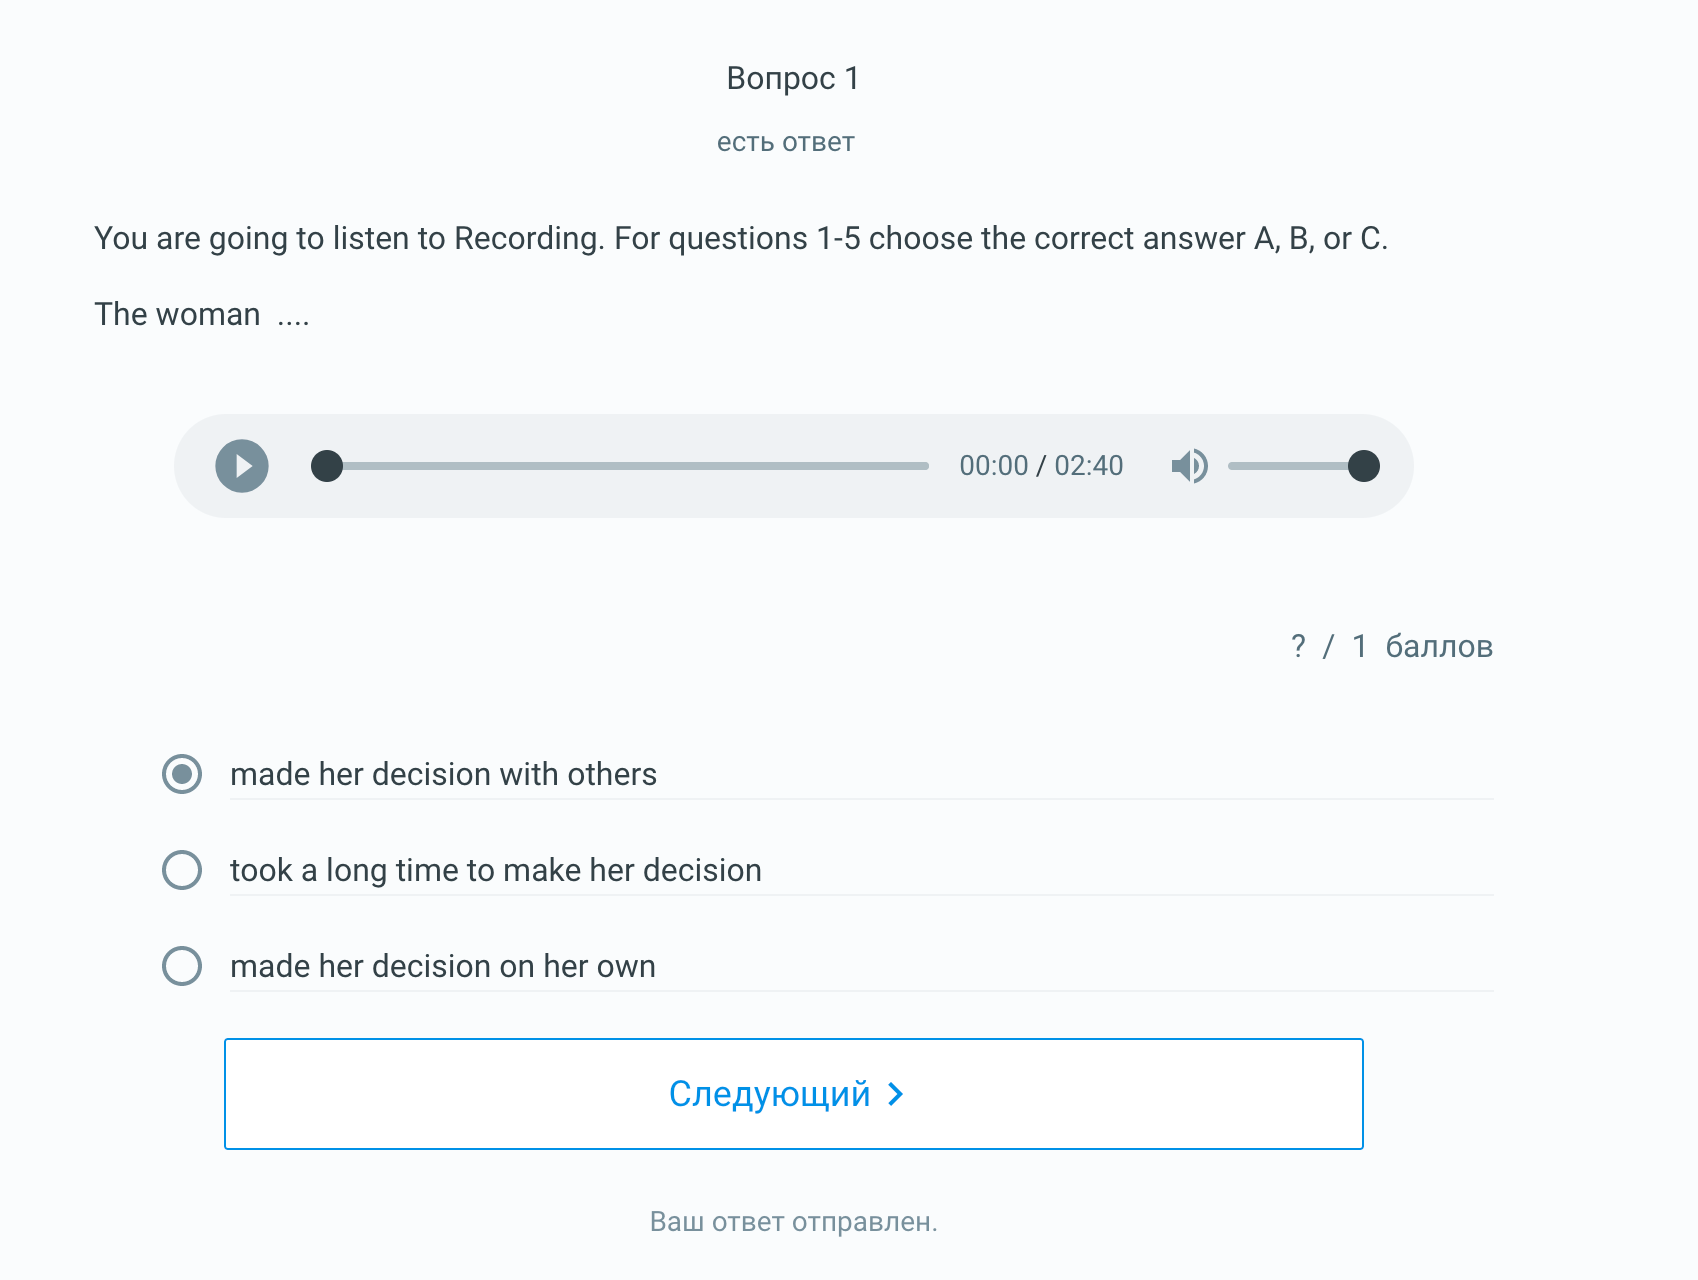 Вопрос 1
есть ответ
You are going to listen to Recording. For questions 1-5 choose the correct answer A, B, or C.
The woman ....
00:00 / 02:40
? / 1 баллов
made her decision with others
took a long time to make her decision
made her decision on her own
Следующий
Ваш ответ отправлен.